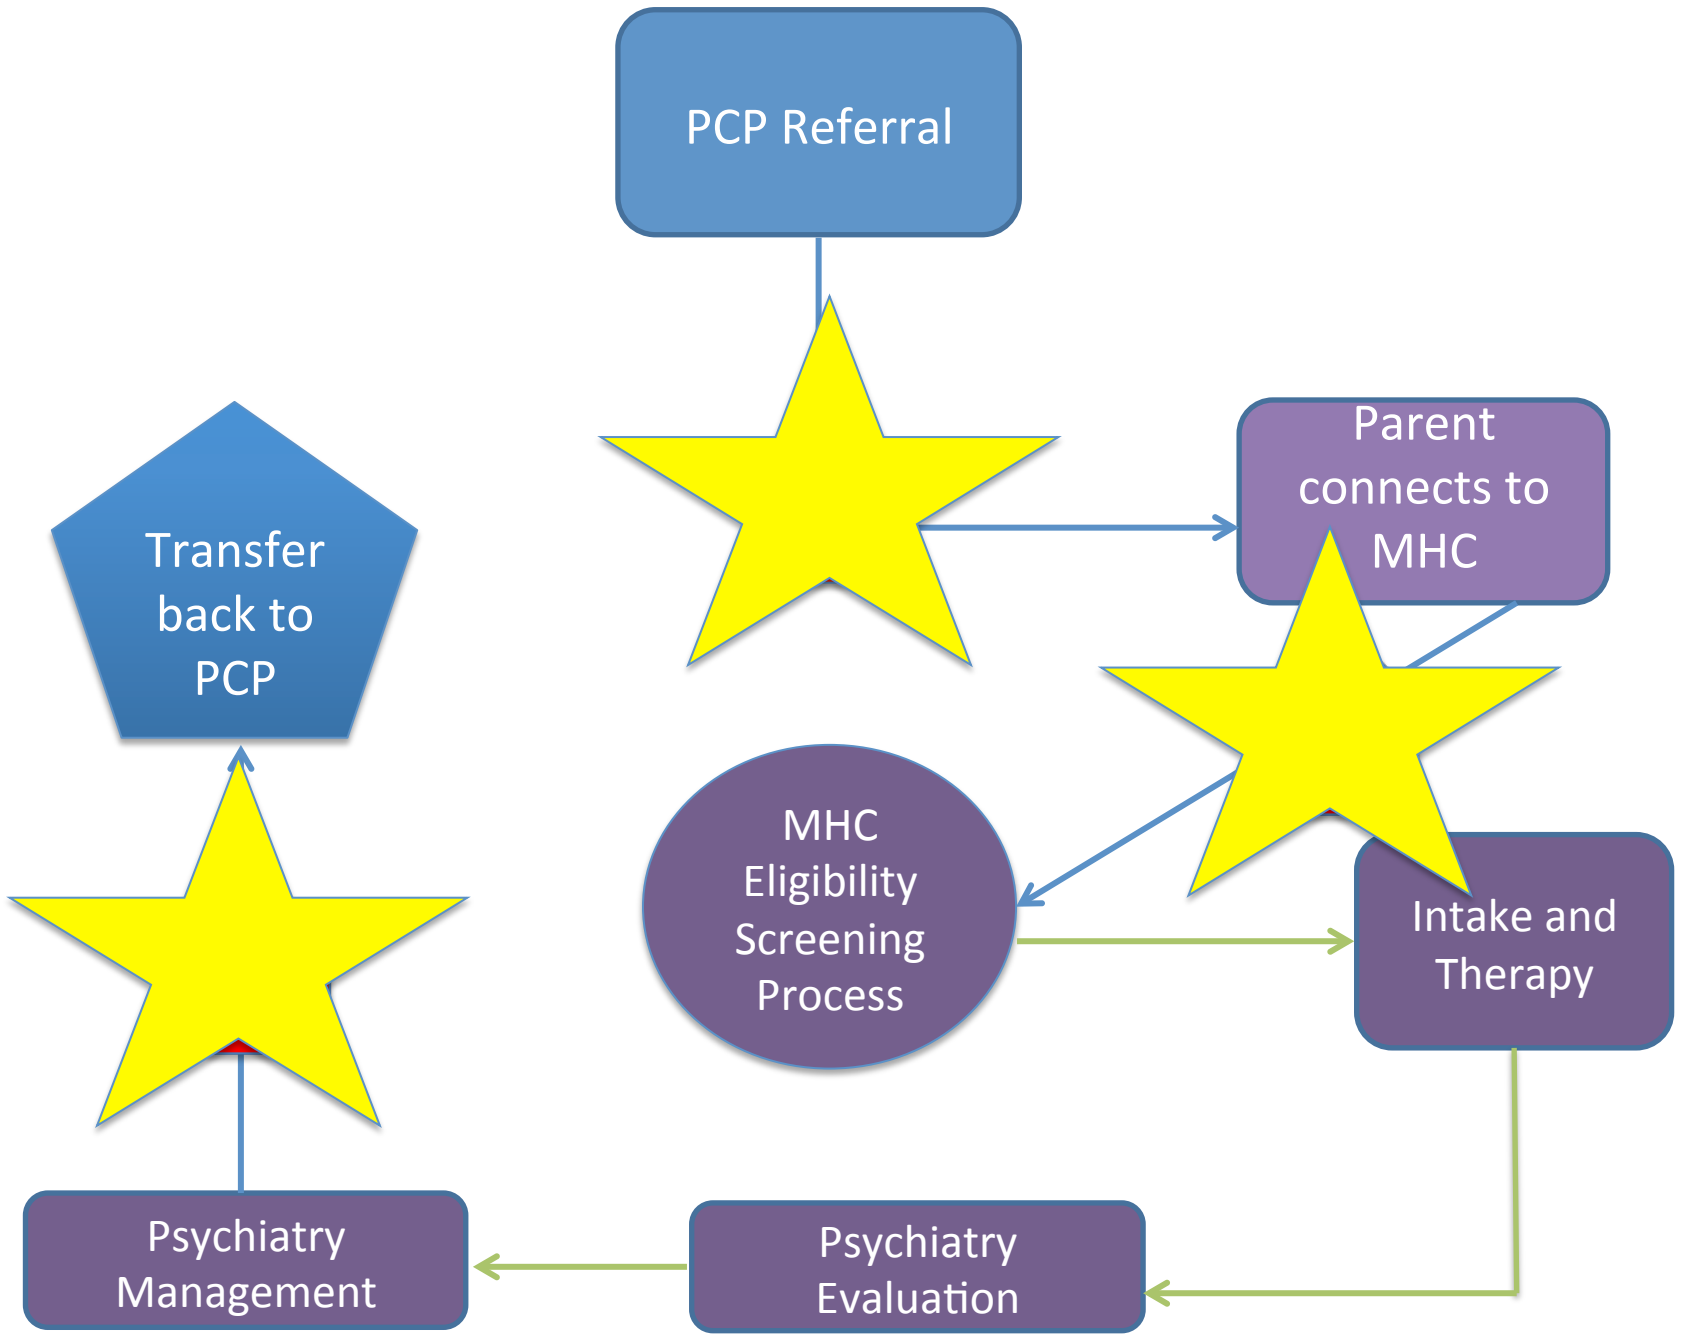 PCP Referral
Parent
connects to
MHC
Transfer
back to
PCP
MHC
Eligibility
Screening
Process
Intake and
Therapy
Psychiatry
Evaluation
Psychiatry
Management